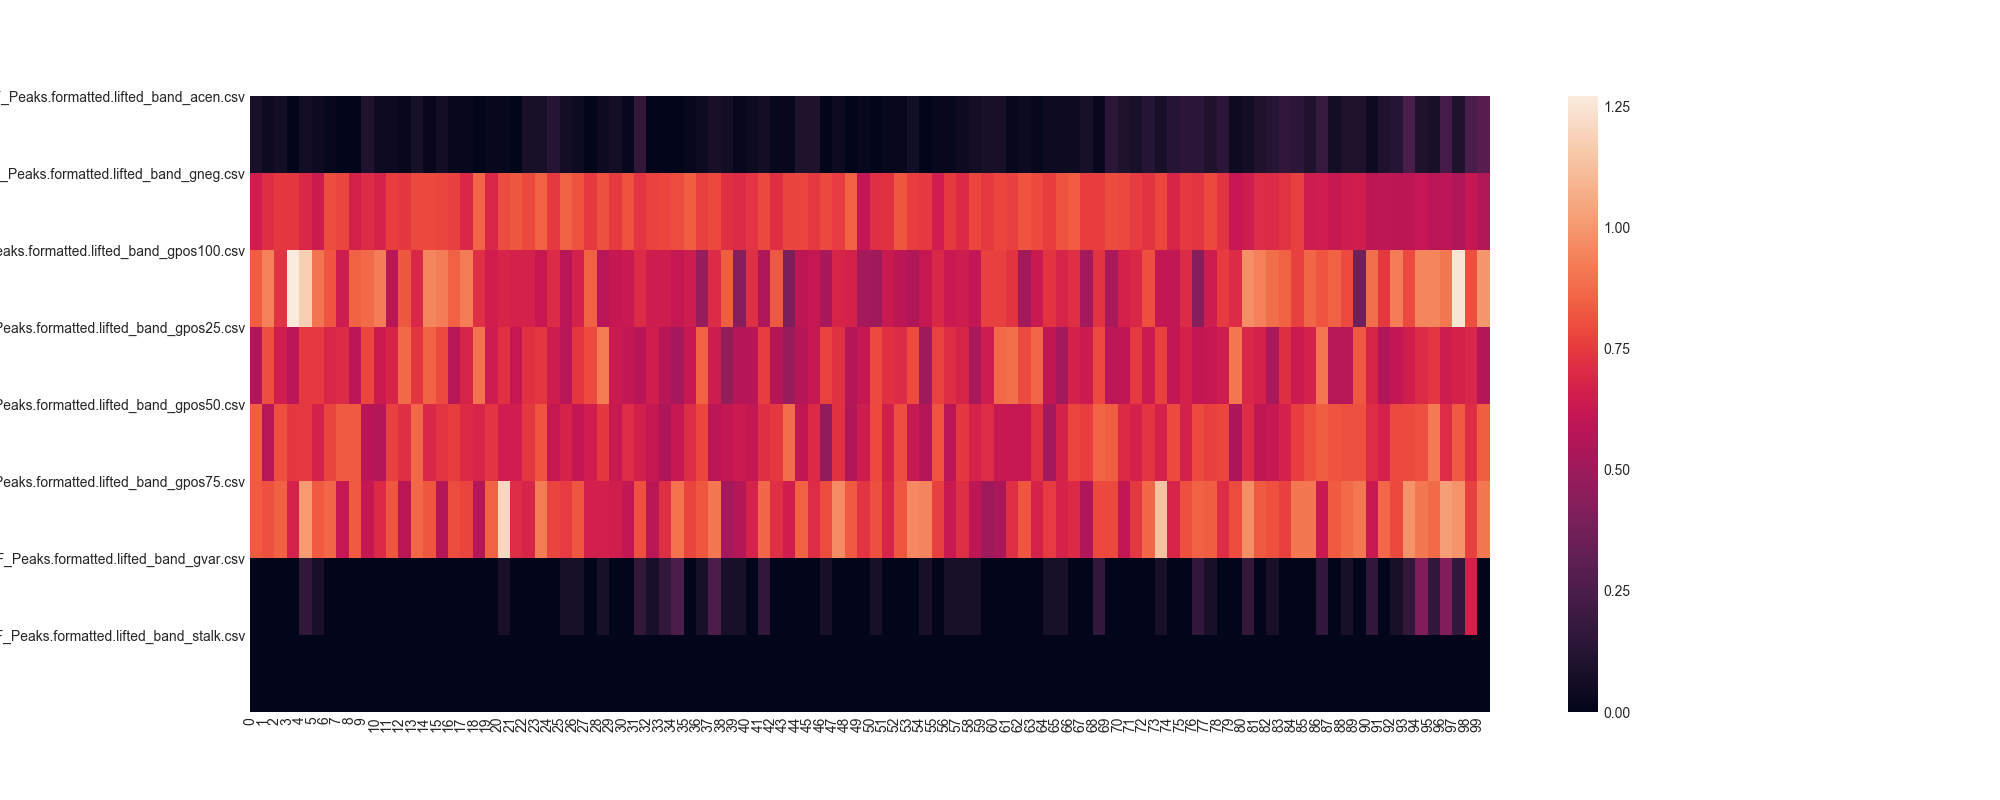 _Peaks.formatted.lifted_band_acen.csv
_Peaks.formatted.lifted_band_gneg.csv
eaks.formatted.lifted_band_gpos100.csv
Peaks.formatted.lifted_band_gpos25.csv
Peaks.formatted.lifted_band_gpos50.csv
Peaks.formatted.lifted_band_gpos75.csv
F_Peaks.formatted.lifted_band_gvar.csv
F_Peaks.formatted.lifted_band_stalk.csv
0 1 2 3 4 5 6 7 8 9 10 11 12 13 14 15 16 17 18 19 20 21 22 23 24 25 26 27 28 29 30 31 32 33 34 35 36 37 38 39 40 41 42 43 44 45 46 47 48 49 50 51 52 53 54 55 56 57 58 59 60 61 62 63 64 65 66 67 68 69 70 71 72 73 74 75 76 77 78 79 80 81 82 83 84 85 86 87 88 89 90 91 92 93 94 95 96 97 98 99
1.25
1.00
0.75
0.50
0.25
0.00